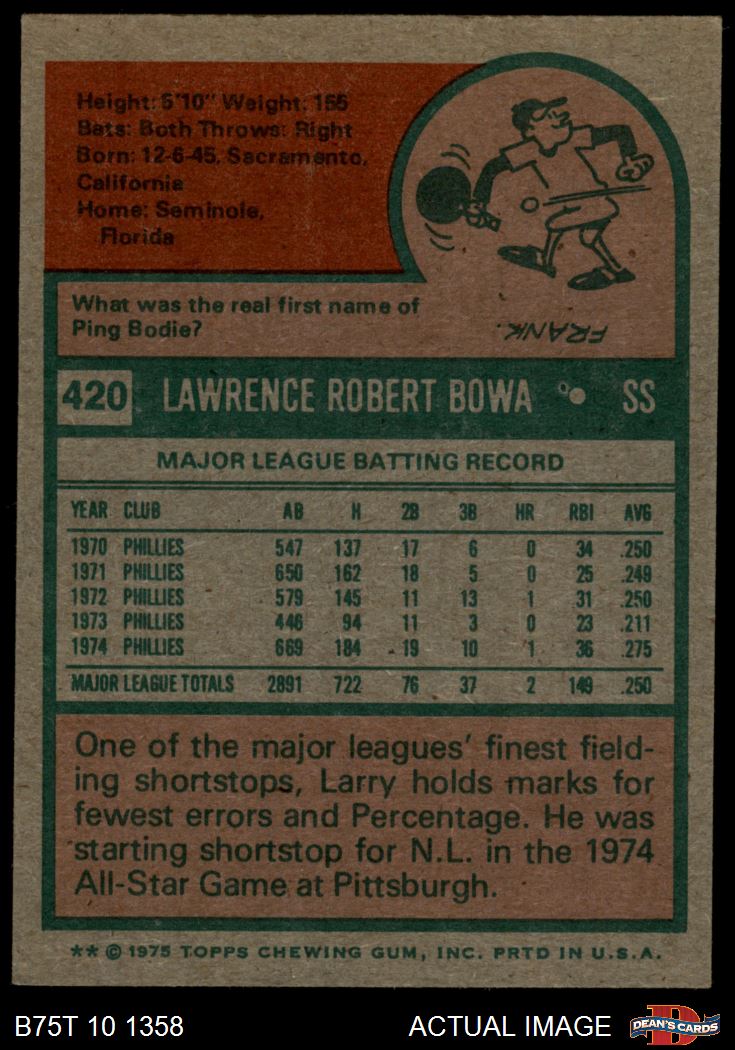 Height: 5'10" Weight: 155
Bats: Both Throws: Right
Born: 12-6-45, Sacramento,
California
Home: Seminole,
Florida
What was the real first name of
Ping Bodie?
FRANK.
420 LAWRENCE ROBERT BOWA SS
MAJOR LEAGUE BATTING RECORD
YEAR CLUB AB H 2B 3B HR RBI AVG
1970 PHILLIES 547 137 17 6 0 34 .250
1971 PHILLIES 650 162 18 5 0 25 .249
1972 PHILLIES 579 145 11 13 1 31 .250
1973 PHILLIES 446 94 11 3 0 23 .211
1974 PHILLIES 669 184 19 10 1 36 .275
MAJOR LEAGUE TOTALS 2891 722 76 37 2 149 .250
One of the major leagues' finest field-
ing shortstops, Larry holds marks for
fewest errors and Percentage. He was
starting shortstop for N.L. in the 1974
All-Star Game at Pittsburgh.
** © 1975 TOPPS CHEWING GUM, INC. PRTD IN U.S.A.
B75T 10 1358 ACTUAL IMAGE D DEAN'S CARDS